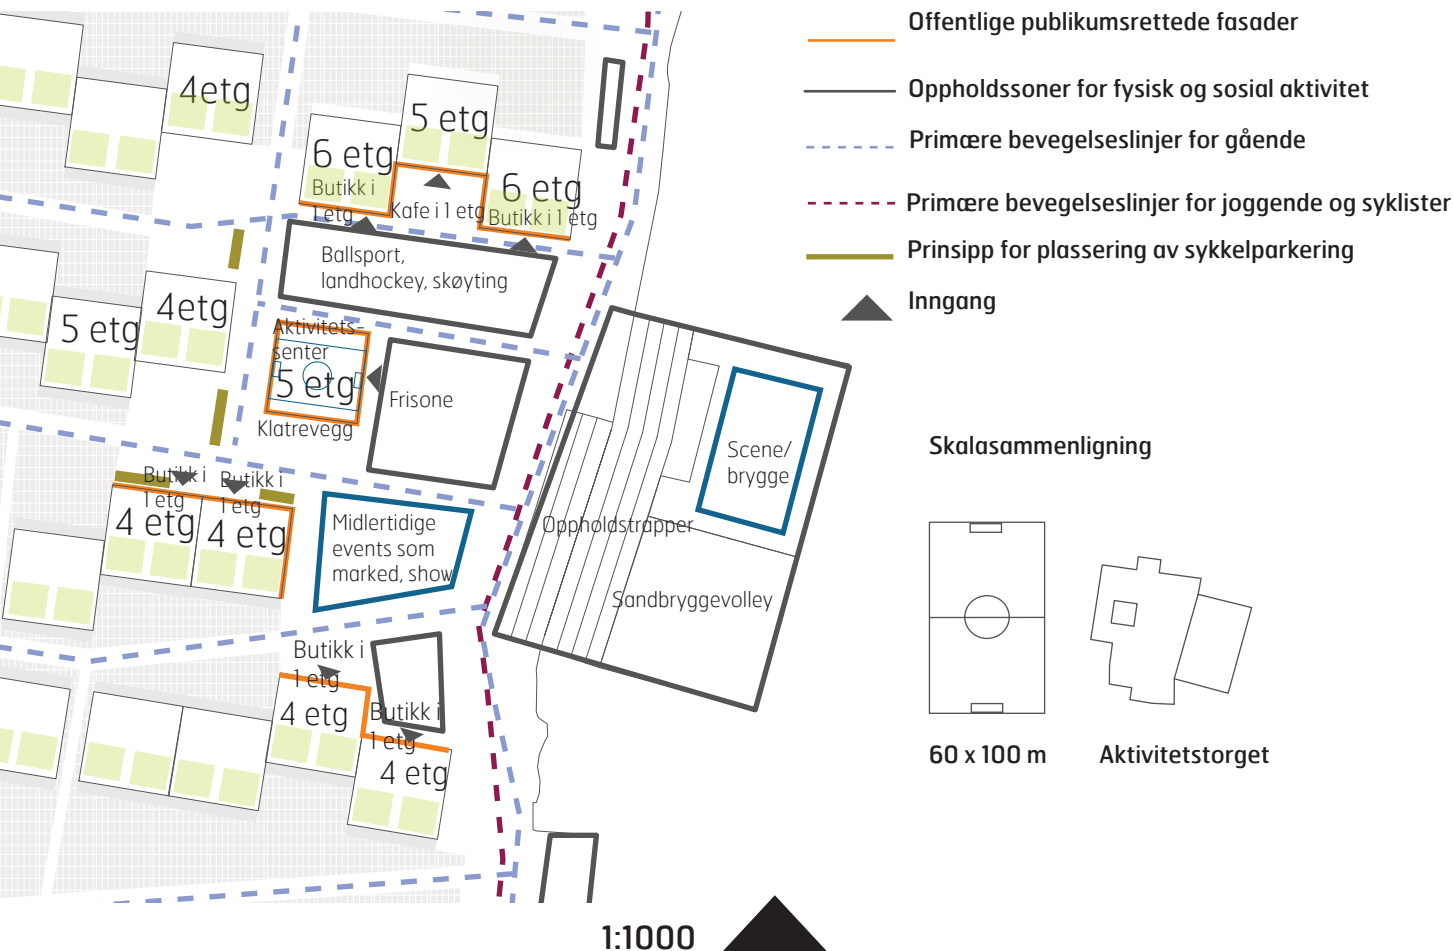 Offentlige publikumsrettede fasader
Oppholdssoner for fysisk og sosial aktivitet
Primære bevegelseslinjer for gående
Primære bevegelseslinjer for joggende og syklister
Prinsipp for plassering av sykkelparkering
Inngang
4etg
5 etg
6 etg
Butikk i
1 etg
Kafe i 1 etg
6 etg
Butikk i 1 etg
Ballsport,
landhockey, skøyting
4etg
5 etg
Aktivitets-
senter
5 etg
Klatrevegg
Frisone
Scene/
brygge
Oppholdstrapper
Sandbryggevolley
Butikk i
1 etg
Butikk i
1 etg
4 etg
4 etg
Midlertidige
events som
marked, show
Butikk i
1 etg
4 etg
Butikk i
1 etg
4 etg
Skalasammenligning
60 x 100 m
Aktivitetstorget
1:1000